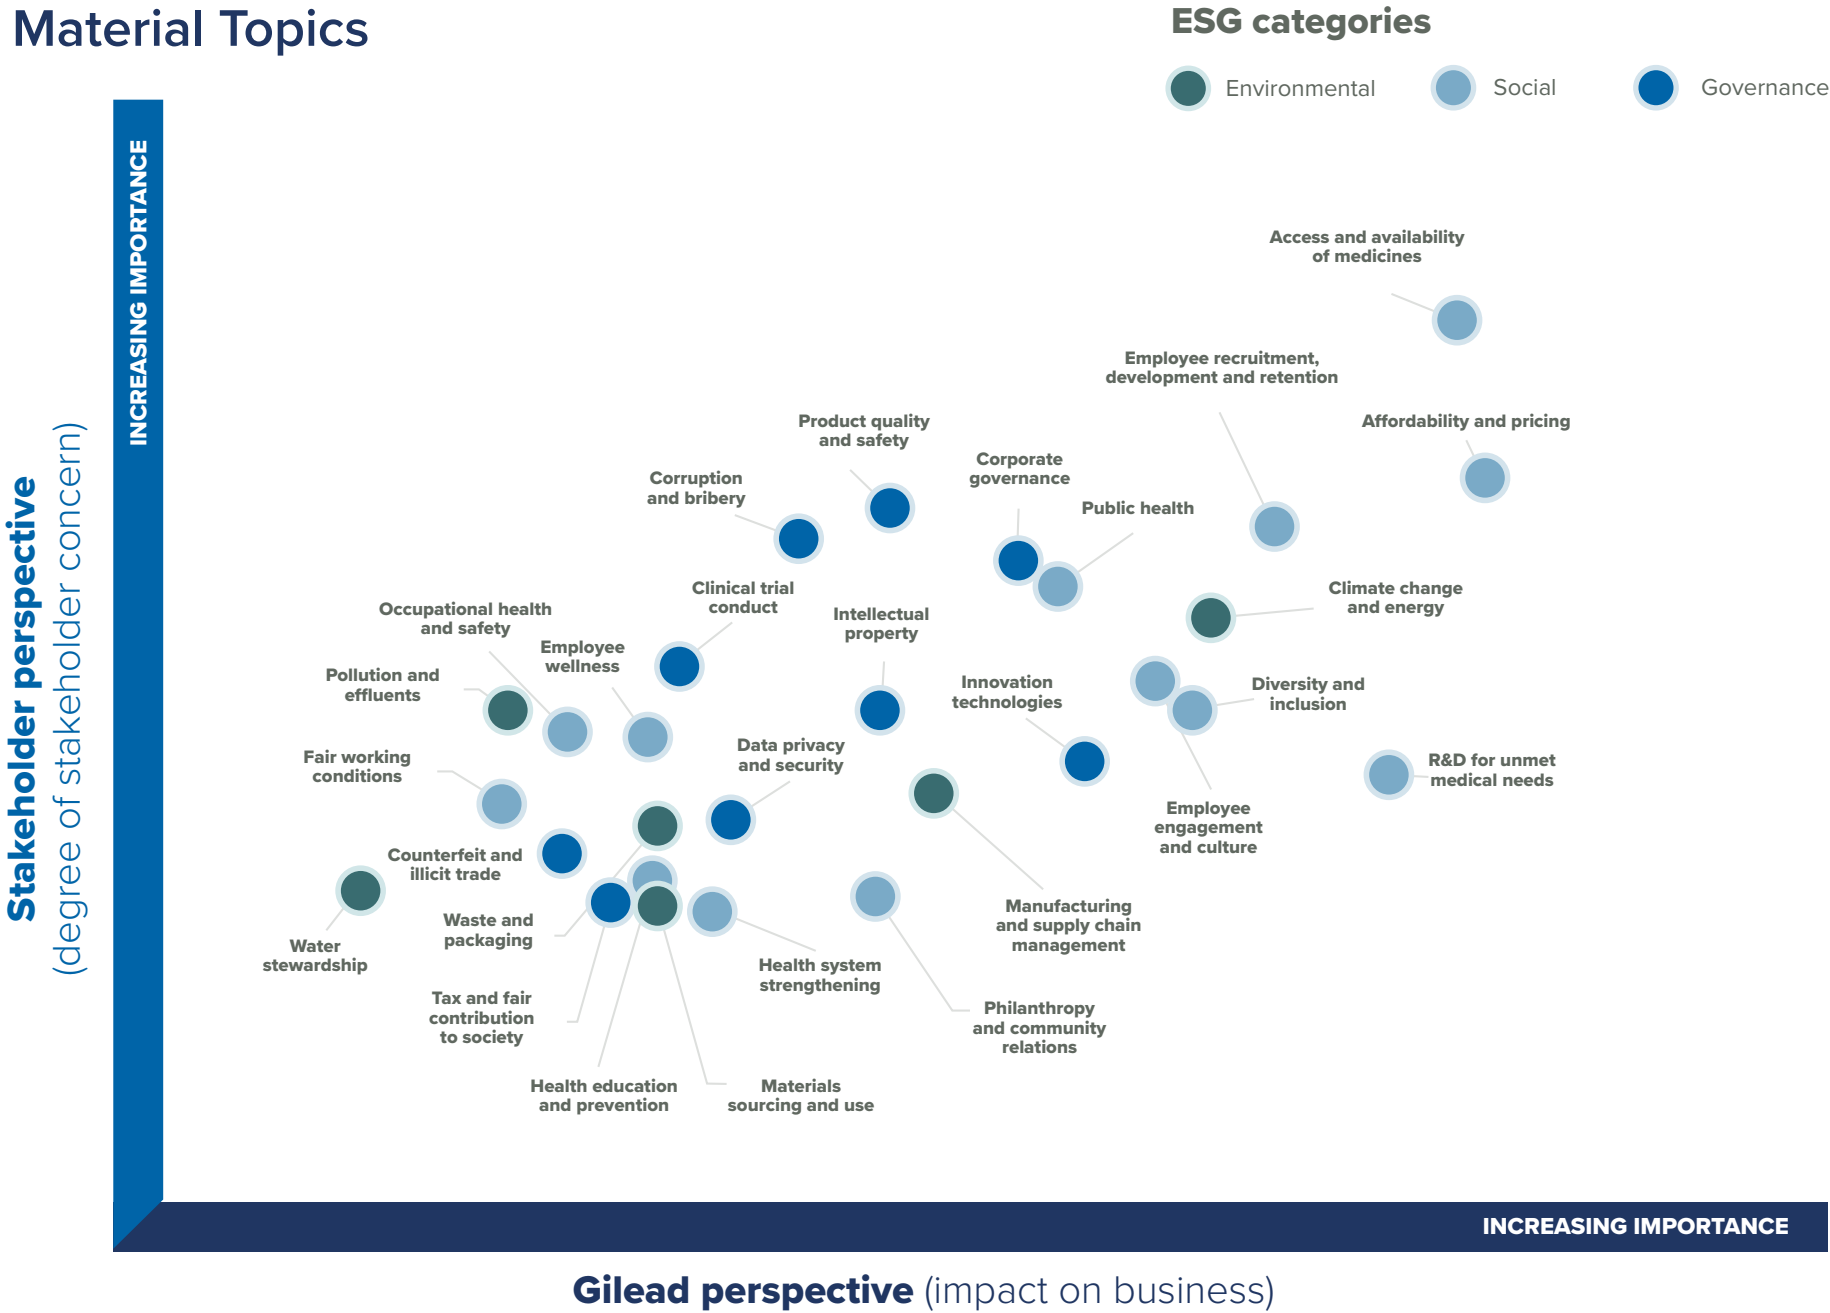 Material Topics
ESG categories
Environmental
Social
Governance
INCREASING IMPORTANCE
Stakeholder perspective
(degree of stakeholder concern)
Access and availability
of medicines
Employee recruitment,
development and retention
Affordability and pricing
Product quality
and safety
Corporate
governance
Corruption
and bribery
Public health
Clinical trial
conduct
Climate change
and energy
Occupational health
and safety
Intellectual
property
Employee
wellness
Pollution and
effluents
Innovation
technologies
Diversity and
inclusion
Data privacy
and security
Fair working
conditions
R&D for unmet
medical needs
Employee
engagement
and culture
Counterfeit and
illicit trade
Manufacturing
and supply chain
management
Waste and
packaging
Water
stewardship
Health system
strengthening
Tax and fair
contribution
to society
Philanthropy
and community
relations
Health education
and prevention
Materials
sourcing and use
INCREASING IMPORTANCE
Gilead perspective (impact on business)